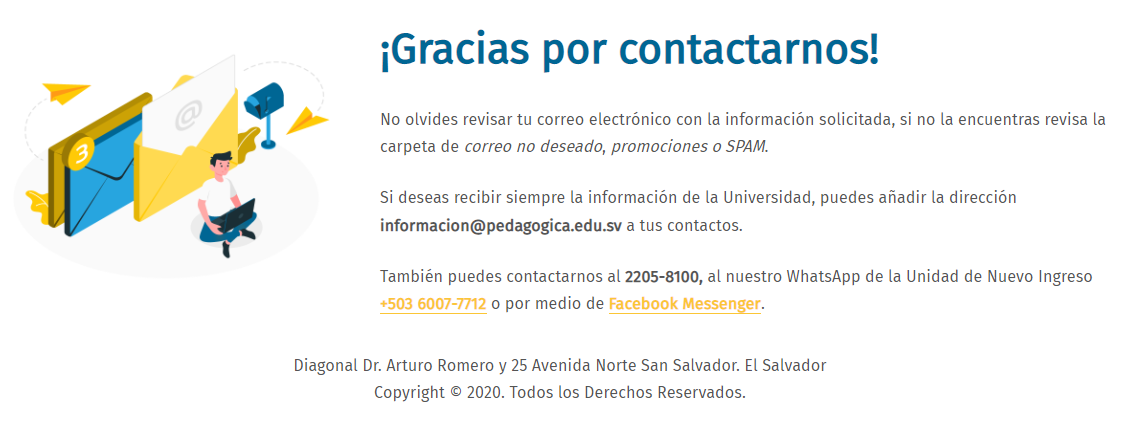 ¡Gracias por contactarnos!
No olvides revisar tu correo electrónico con la información solicitada, si no la encuentras revisa la
carpeta de correo no deseado, promociones o SPAM.
Si deseas recibir siempre la información de la Universidad, puedes añadir la dirección
informacion@pedagogica.edu.sv a tus contactos.
También puedes contactarnos al 2205-8100, al nuestro WhatsApp de la Unidad de Nuevo Ingreso
+503 6007-7712 o por medio de Facebook Messenger.
@
3
Diagonal Dr. Arturo Romero y 25 Avenida Norte San Salvador. El Salvador
Copyright © 2020. Todos los Derechos Reservados.